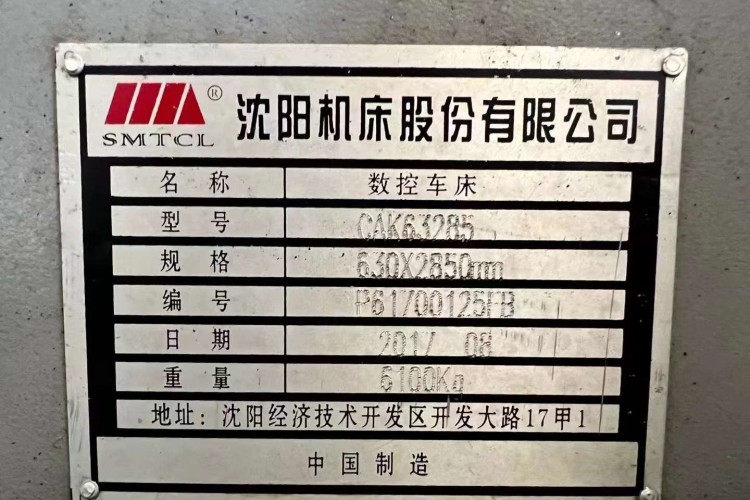 SMTCL ® 沈阳机床股份有限公司
名称 数控车床
型号 CAK63285
规格 630X2850mm
编号 P61700125FB
日期 2017 08
重量 6100Kg
地址: 沈阳经济技术开发区开发大路17甲1
中国制造